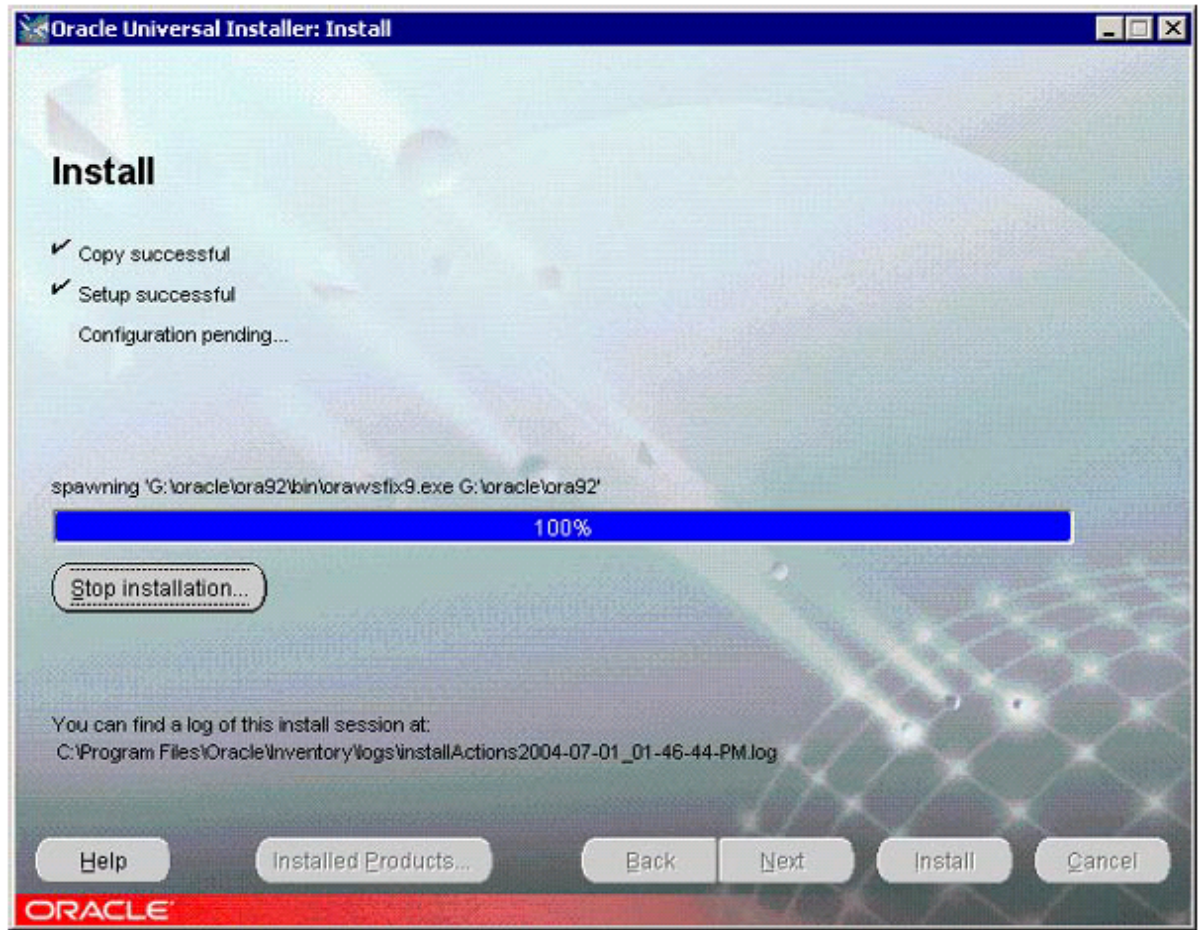 Oracle Universal Installer: Install
Install
Copy successful
Setup successful
Configuration pending...
spawning 'G:\oracle\ora92\bin\orawsfix9.exe G:\oracle\ora92'
100%
Stop installation...
You can find a log of this install session at:
C:\Program Files\Oracle\Inventory\logs\installActions2004-07-01_01-46-44-PM.log
Help
Installed Products...
Back
Next
Install
Cancel
ORACLE